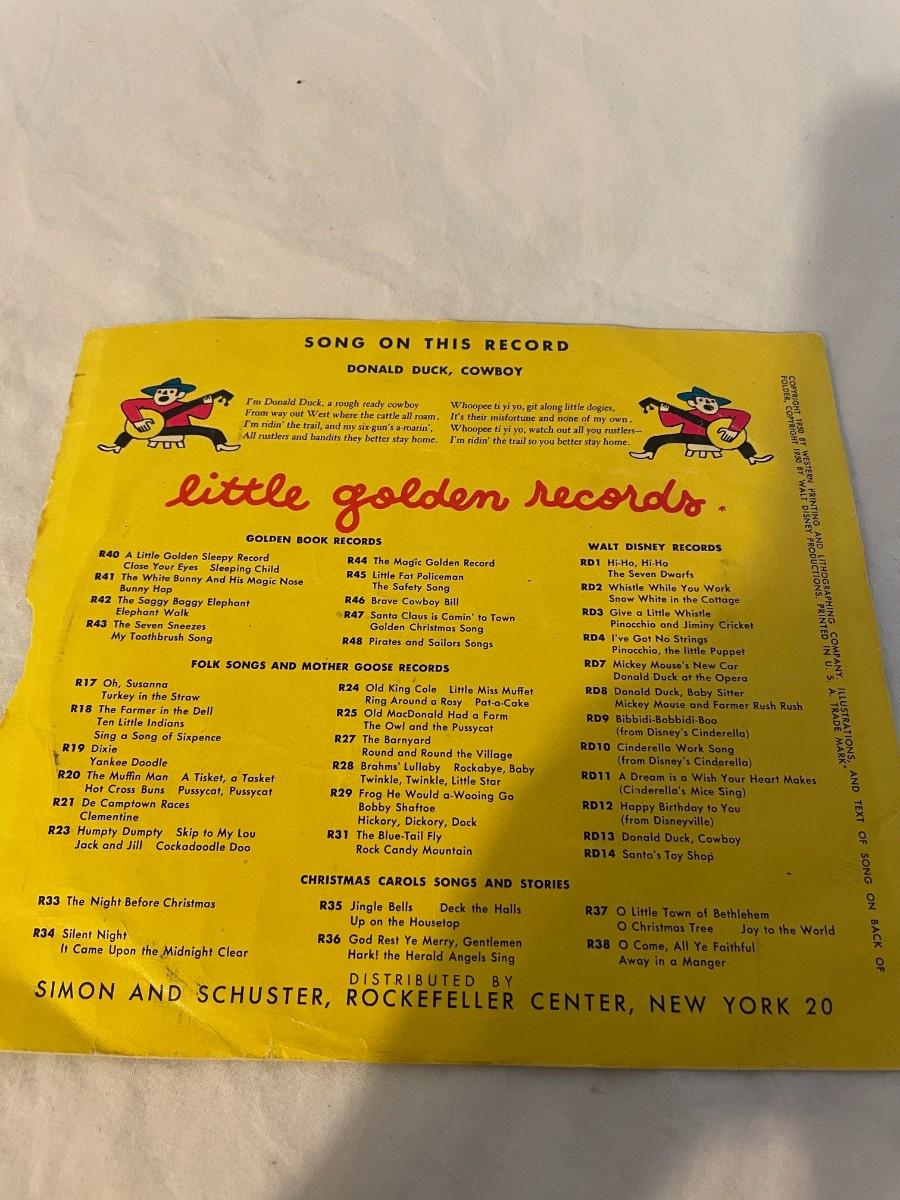 SONG ON THIS RECORD
DONALD DUCK, COWBOY
I'm Donald Duck, a rough ready cowboy
From way out West where the cattle all roam.
I'm ridin' the trail, and my six-gun's a-roarin',
All rustlers and bandits they better stay home.
Whoopee ti yi yo, git along little dogies,
It's their misfortune and none of my own.
Whoopee ti yi yo, watch out all you rustlers—
I'm ridin' the trail so you better stay home.
little golden records*
GOLDEN BOOK RECORDS
R40 A Little Golden Sleepy Record
Close Your Eyes Sleeping Child
R41 The White Bunny And His Magic Nose
Bunny Hop
R42 The Saggy Baggy Elephant
Elephant Walk
R43 The Seven Sneezes
My Toothbrush Song
R44 The Magic Golden Record
R45 Little Fat Policeman
The Safety Song
R46 Brave Cowboy Bill
R47 Santa Claus is Comin' to Town
Golden Christmas Song
R48 Pirates and Sailors Songs
FOLK SONGS AND MOTHER GOOSE RECORDS
R17 Oh, Susanna
Turkey in the Straw
R18 The Farmer in the Dell
Ten Little Indians
Sing a Song of Sixpence
R19 Dixie
Yankee Doodle
R20 The Muffin Man A Tisket, a Tasket
Hot Cross Buns Pussycat, Pussycat
R21 De Camptown Races
Clementine
R23 Humpty Dumpty Skip to My Lou
Jack and Jill Cockadoodle Doo
R24 Old King Cole Little Miss Muffet
Ring Around a Rosy Pat-a-Cake
R25 Old MacDonald Had a Farm
The Owl and the Pussycat
R27 The Barnyard
Round and Round the Village
R28 Brahms' Lullaby Rockabye, Baby
Twinkle, Twinkle, Little Star
R29 Frog He Would a-Wooing Go
Bobby Shaftoe
Hickory, Dickory, Dock
R31 The Blue-Tail Fly
Rock Candy Mountain
WALT DISNEY RECORDS
RD1 Hi-Ho, Hi-Ho
The Seven Dwarfs
RD2 Whistle While You Work
Snow White in the Cottage
RD3 Give a Little Whistle
Pinocchio and Jiminy Cricket
RD4 I've Got No Strings
Pinocchio, the little Puppet
RD7 Mickey Mouse's New Car
Donald Duck at the Opera
RD8 Donald Duck, Baby Sitter
Mickey Mouse and Farmer Rush Rush
RD9 Bibbidi-Bobbidi-Boo
(from Disney's Cinderella)
RD10 Cinderella Work Song
(from Disney's Cinderella)
RD11 A Dream is a Wish Your Heart Makes
(Cinderella's Mice Sing)
RD12 Happy Birthday to You
(from Disneyville)
RD13 Donald Duck, Cowboy
RD14 Santa's Toy Shop
CHRISTMAS CAROLS SONGS AND STORIES
R33 The Night Before Christmas
R34 Silent Night
It Came Upon the Midnight Clear
R35 Jingle Bells Deck the Halls
Up on the Housetop
R36 God Rest Ye Merry, Gentlemen
Hark! the Herald Angels Sing
R37 O Little Town of Bethlehem
O Christmas Tree Joy to the World
R38 O Come, All Ye Faithful
Away in a Manger
DISTRIBUTED BY
SIMON AND SCHUSTER, ROCKEFELLER CENTER, NEW YORK 20
COPYRIGHT 1950 BY WESTERN PRINTING AND LITHOGRAPHING COMPANY, ILLUSTRATIONS, AND TEXT OF SONG ON BACK OF
FOLDER, COPYRIGHT 1950 BY WALT DISNEY PRODUCTIONS. PRINTED IN U. S. A. TRADE MARK*